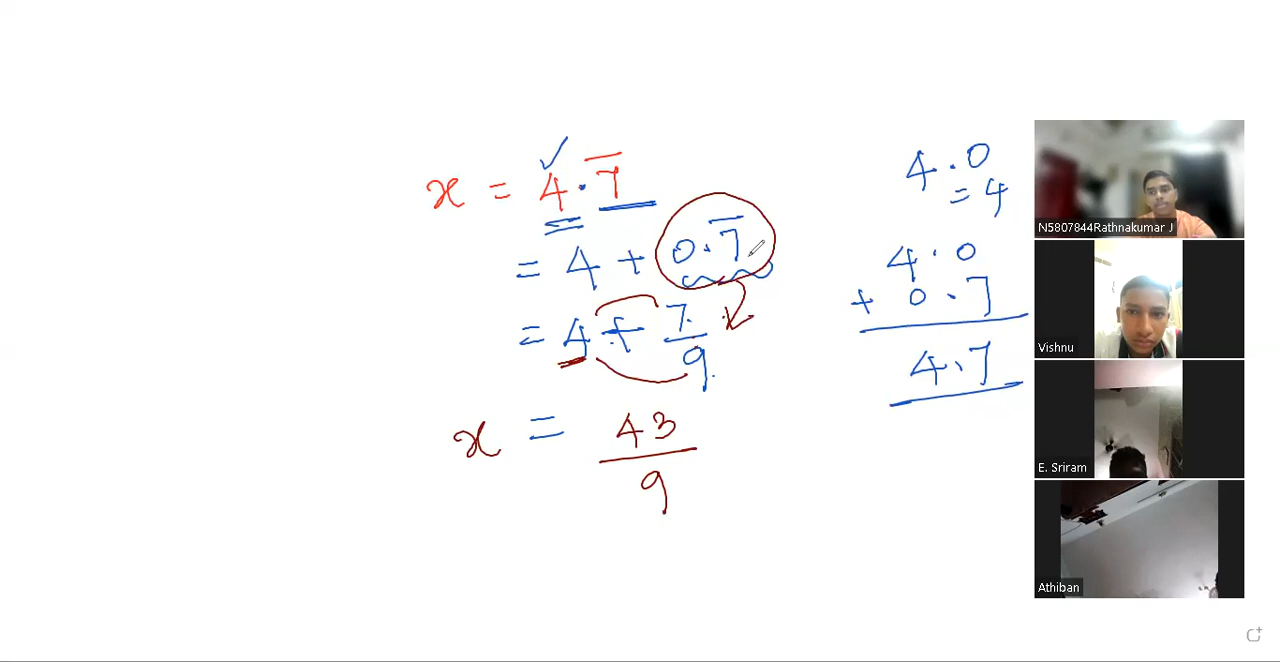 x = 4.7̅
= 4 + 0.7̅
= 4 + 7/9
x = 43/9
4.0
= 4
4.0
+ 0.7
4.7
N5807844Rathnakumar J
Vishnu
E. Sriram
Athiban